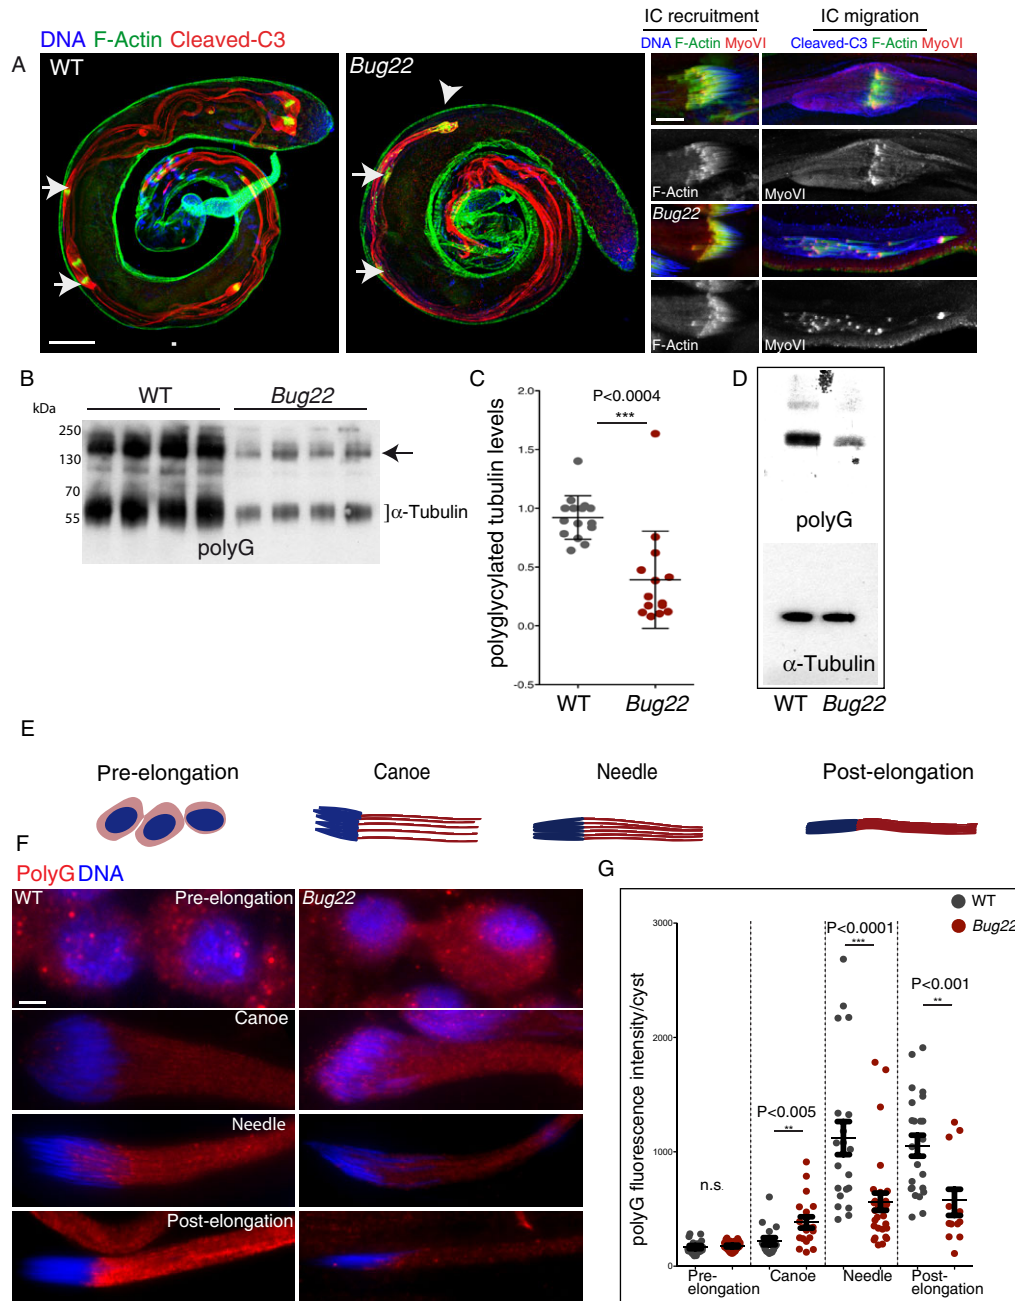 DNA F-Actin Cleaved-C3
IC recruitment
IC migration
DNA F-Actin MyoVI
Cleaved-C3 F-Actin MyoVI
A
WT
Bug22
F-Actin
MyoVI
Bug22
F-Actin
MyoVI
B
kDa
WT
Bug22
250
130
70
55
]α-Tubulin
polyG
C
polyglycylated tubulin levels
2.0
1.5
1.0
0.5
0.0
-0.5
P<0.0004
***
WT
Bug22
D
polyG
α-Tubulin
WT Bug22
E
Pre-elongation
Canoe
Needle
Post-elongation
F
PolyG DNA
WT
Pre-elongation
Bug22
Canoe
Needle
Post-elongation
G
WT
Bug22
polyG fluorescence intensity/cyst
3000
2000
1000
0
n.s.
P<0.005
**
P<0.0001
***
P<0.001
**
Pre-
elongation
Canoe
Needle
Post-
elongation